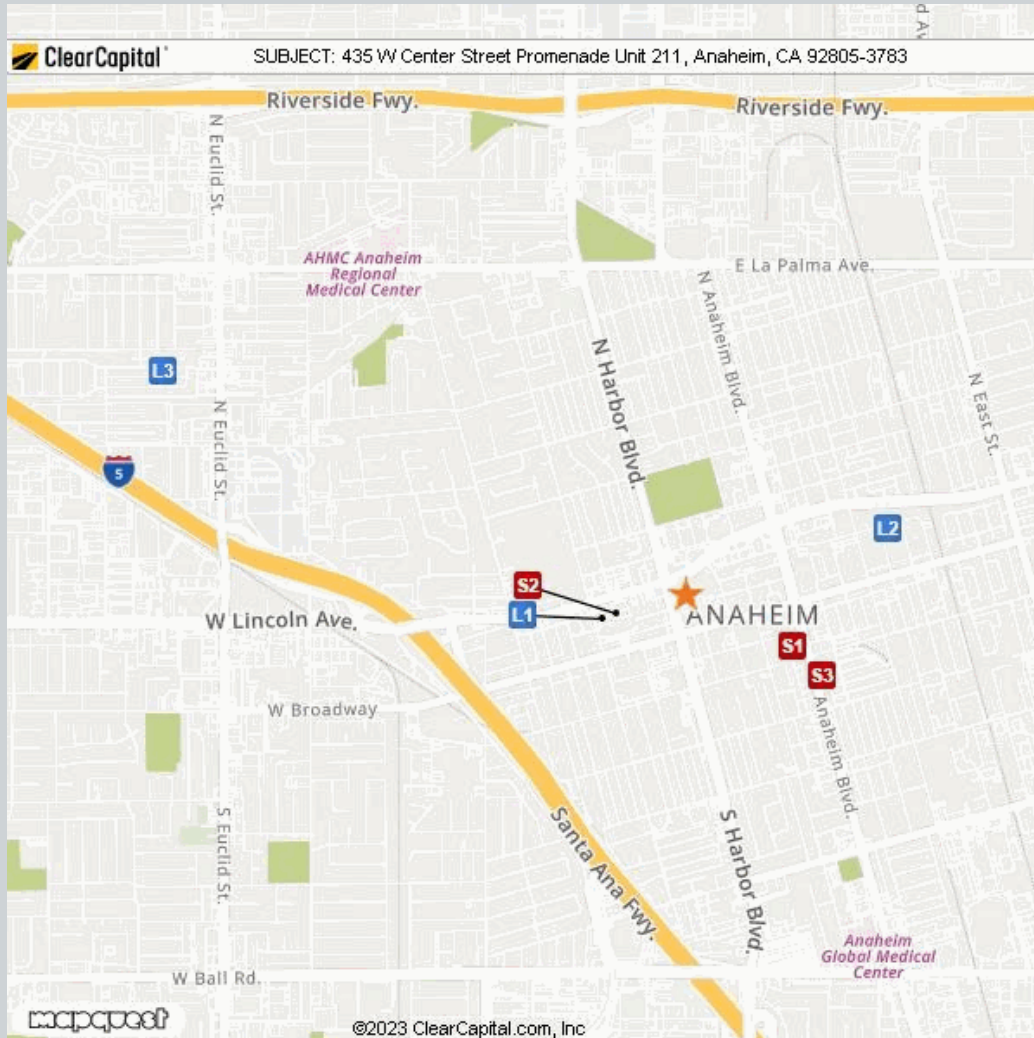 d Av
ClearCapital
SUBJECT: 435 W Center Street Promenade Unit 211, Anaheim, CA 92805-3783
Riverside Fwy.
Riverside Fwy.
N Euclid St.
AHMC Anaheim
Regional
Medical Center
E La Palma Ave.
N Anaheim Blvd.
N Harbor Blvd.
L3
N East St.
N Euclid St.
5
L2
S2
L1
W Lincoln Ave.
ANAHEIM
S1
S3
W Broadway
Anaheim Blvd.
S Euclid St.
Santa Ana Fwy.
S Harbor Blvd.
Anaheim
Global Medical
Center
W Ball Rd.
mapquest
©2023 ClearCapital.com, Inc